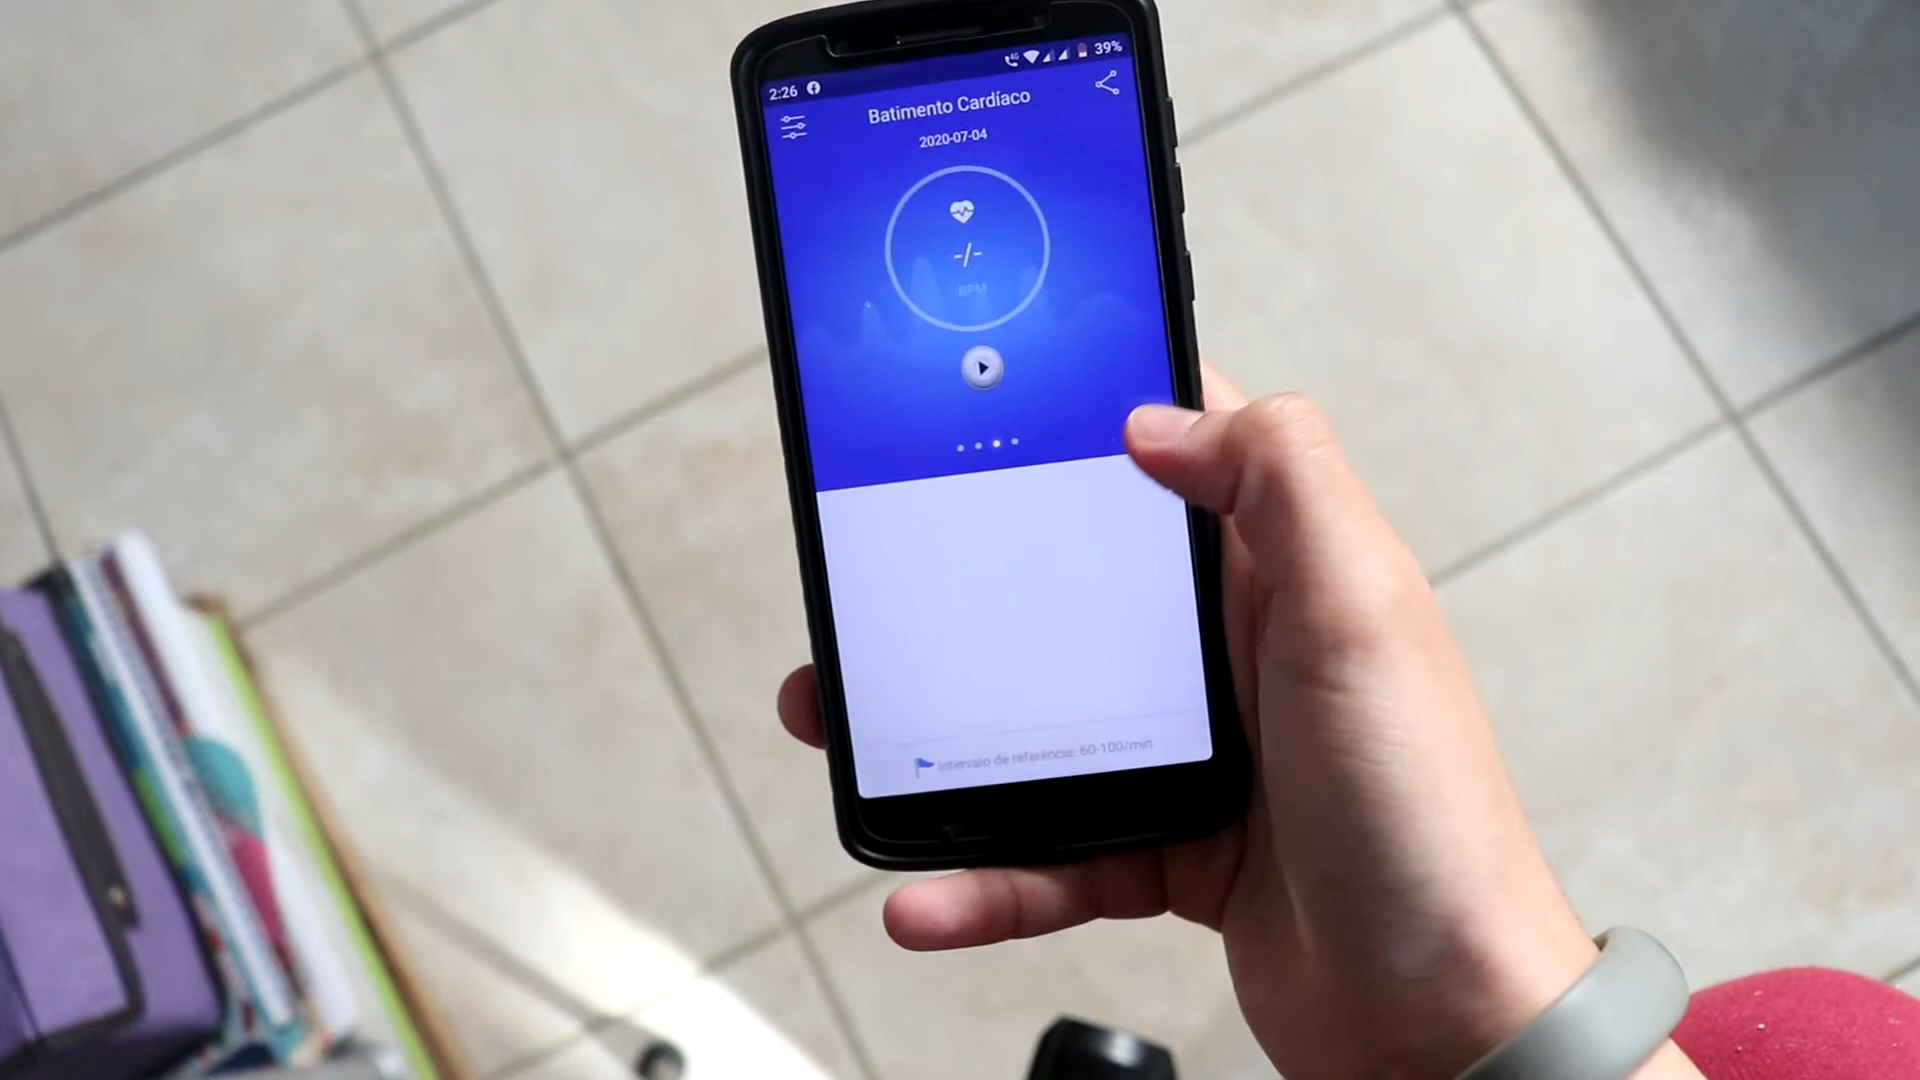 2:26
39%
Batimento Cardíaco
2020-07-04
-/-
BPM
Intervalo de referência: 60-100/min